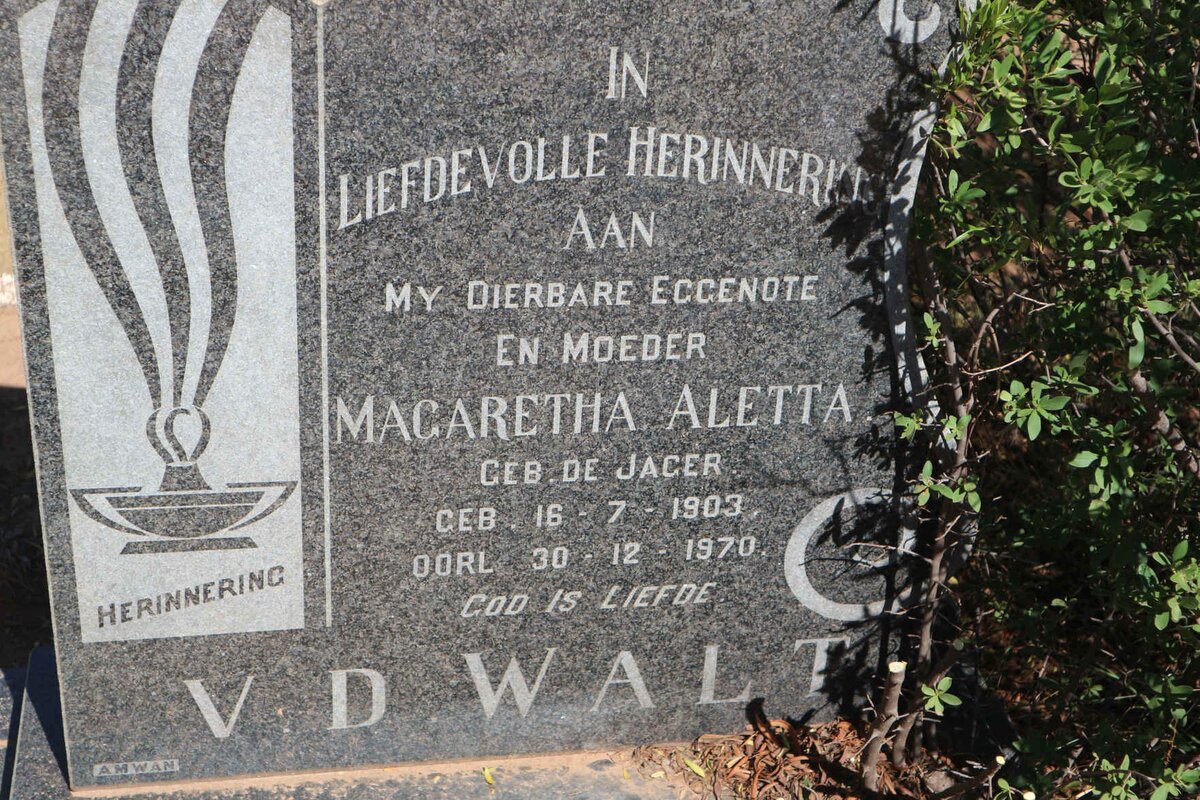 IN
LIEFDEVOLLE HERINNERING
AAN
MY DIERBARE EGGENOTE
EN MOEDER
MAGARETHA ALETTA
GEB. DE JAGER
GEB. 16 - 7 - 1903.
OORL 30 - 12 - 1970.
GOD IS LIEFDE.
HERINNERING
V D WALT
AMWAN